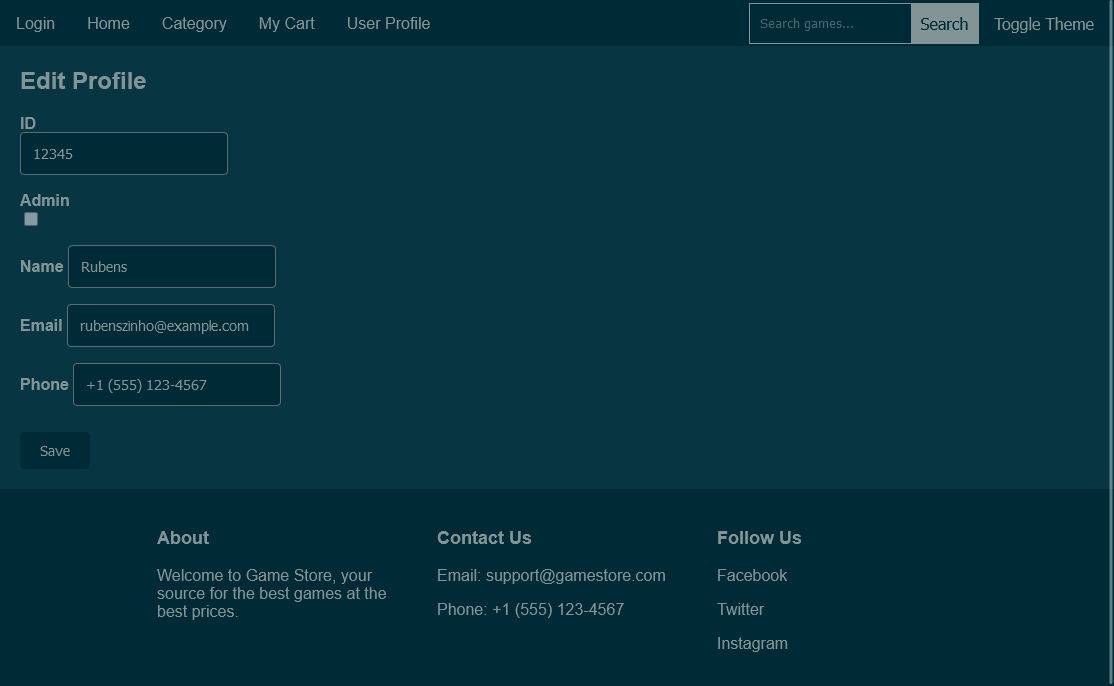 Login Home Category My Cart User Profile Search games... Search Toggle Theme
Edit Profile
ID
12345
Admin
Name Rubens
Email rubenszinho@example.com
Phone +1 (555) 123-4567
Save
About
Welcome to Game Store, your
source for the best games at the
best prices.
Contact Us
Email: support@gamestore.com
Phone: +1 (555) 123-4567
Follow Us
Facebook
Twitter
Instagram